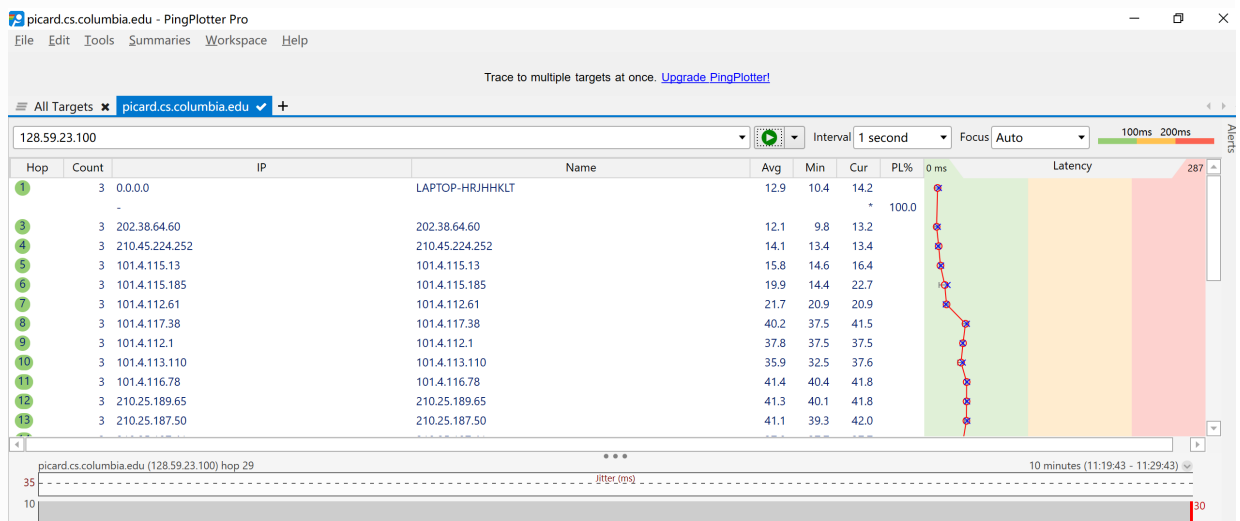 picard.cs.columbia.edu - PingPlotter Pro
File Edit Tools Summaries Workspace Help
Trace to multiple targets at once. Upgrade PingPlotter!
All Targets picard.cs.columbia.edu
128.59.23.100 Interval 1 second Focus Auto 100ms 200ms
Alerts
Hop Count IP Name Avg Min Cur PL% 0 ms Latency 287
1 3 0.0.0.0 LAPTOP-HRJHHKLT 12.9 10.4 14.2
- * 100.0
3 3 202.38.64.60 202.38.64.60 12.1 9.8 13.2
4 3 210.45.224.252 210.45.224.252 14.1 13.4 13.4
5 3 101.4.115.13 101.4.115.13 15.8 14.6 16.4
6 3 101.4.115.185 101.4.115.185 19.9 14.4 22.7
7 3 101.4.112.61 101.4.112.61 21.7 20.9 20.9
8 3 101.4.117.38 101.4.117.38 40.2 37.5 41.5
9 3 101.4.112.1 101.4.112.1 37.8 37.5 37.5
10 3 101.4.113.110 101.4.113.110 35.9 32.5 37.6
11 3 101.4.116.78 101.4.116.78 41.4 40.4 41.8
12 3 210.25.189.65 210.25.189.65 41.3 40.1 41.8
13 3 210.25.187.50 210.25.187.50 41.1 39.3 42.0
picard.cs.columbia.edu (128.59.23.100) hop 29 10 minutes (11:19:43 - 11:29:43)
35 Jitter (ms)
10 30